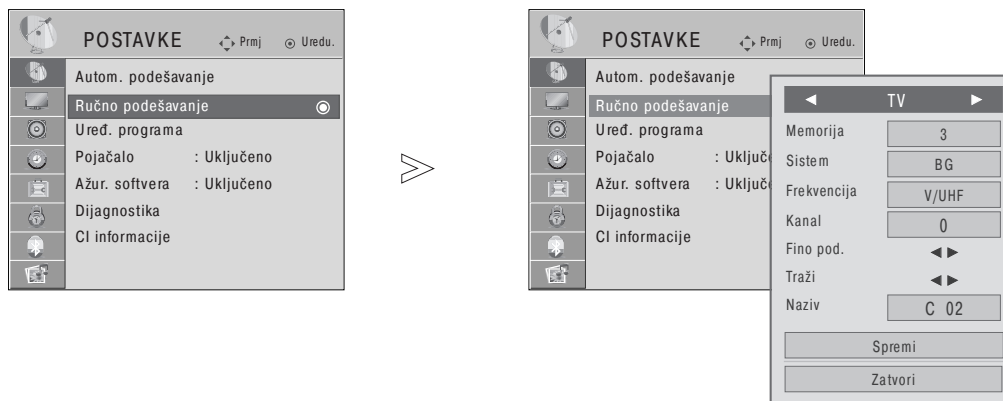 POSTAVKE Prmj Uredu.
Autom. podešavanje
Ručno podešavanje
Uređ. programa
Pojačalo : Uključeno
Ažur. softvera : Uključeno
Dijagnostika
CI informacije
POSTAVKE Prmj Uredu.
Autom. podešavanje
Ručno podešavanje
Uređ. programa
Pojačalo : Uključe
Ažur. softvera : Uključe
Dijagnostika
CI informacije
◄ TV ►
Memorija 3
Sistem BG
Frekvencija V/UHF
Kanal 0
Fino pod. ◄ ►
Traži ◄ ►
Naziv C 02
Spremi
Zatvori